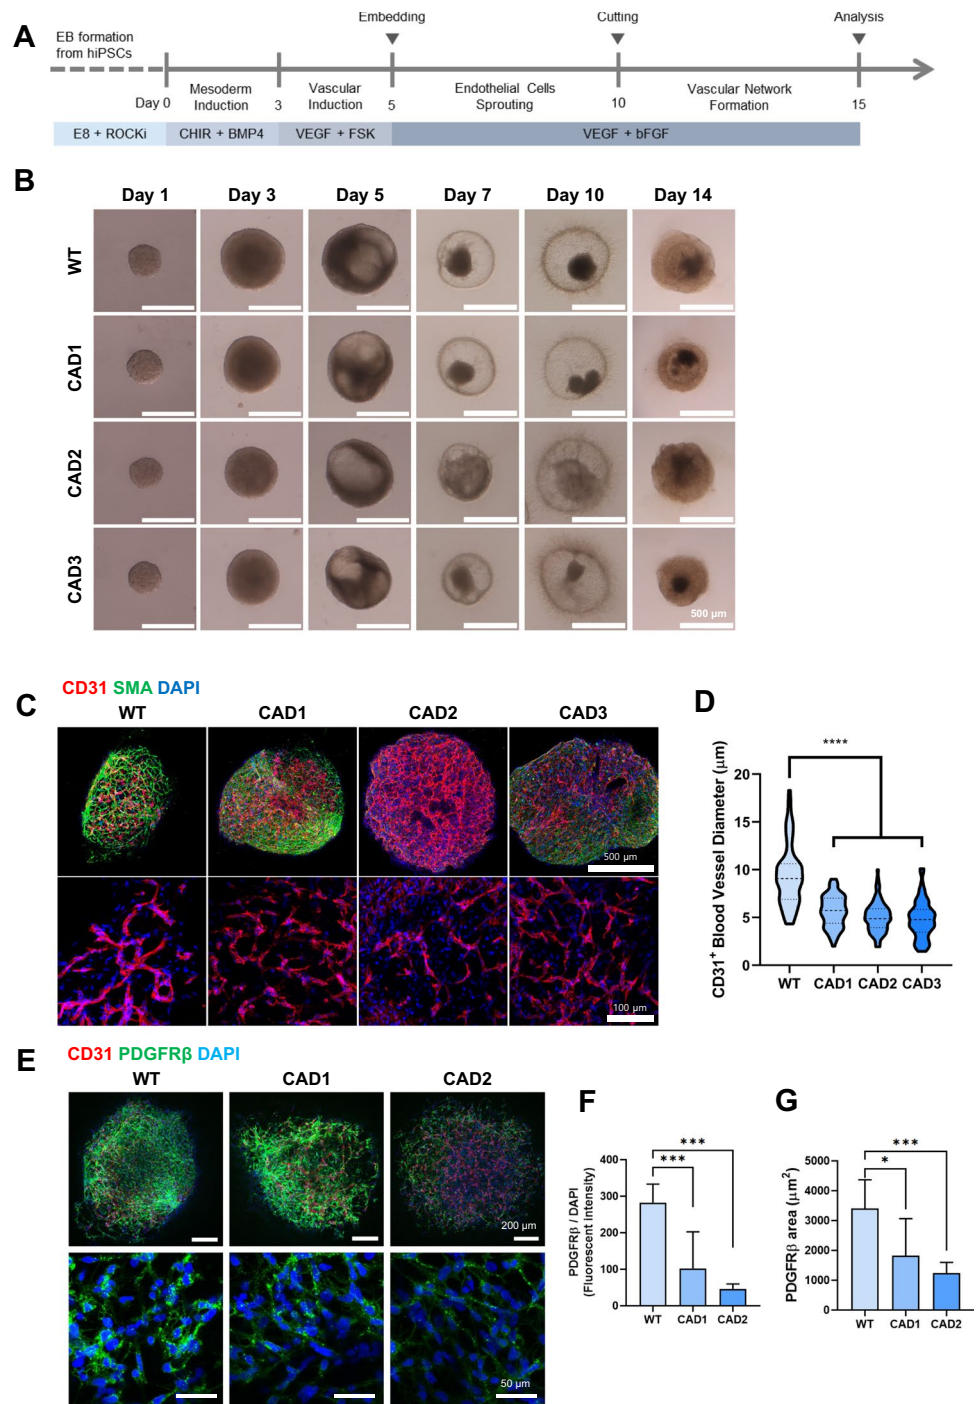 A
Embedding
Cutting
Analysis
EB formation
from hiPSCs
Mesoderm
Induction
Vascular
Induction
Endothelial Cells
Sprouting
Vascular Network
Formation
Day 0
3
5
10
15
E8 + ROCKi
CHIR + BMP4
VEGF + FSK
VEGF + bFGF
B
Day 1
Day 3
Day 5
Day 7
Day 10
Day 14
WT
CAD1
CAD2
CAD3
500 µm
C
CD31 SMA DAPI
WT
CAD1
CAD2
CAD3
500 µm
100 µm
D
CD31+ Blood Vessel Diameter (µm)
20
15
10
5
0
****
WT
CAD1
CAD2
CAD3
E
CD31 PDGFRβ DAPI
WT
CAD1
CAD2
200 µm
50 µm
F
PDGFRβ / DAPI
(Fluorescent intensity)
400
300
200
100
0
***
***
WT
CAD1
CAD2
G
PDGFRβ area (µm2)
5000
4000
3000
2000
1000
0
***
*
WT
CAD1
CAD2